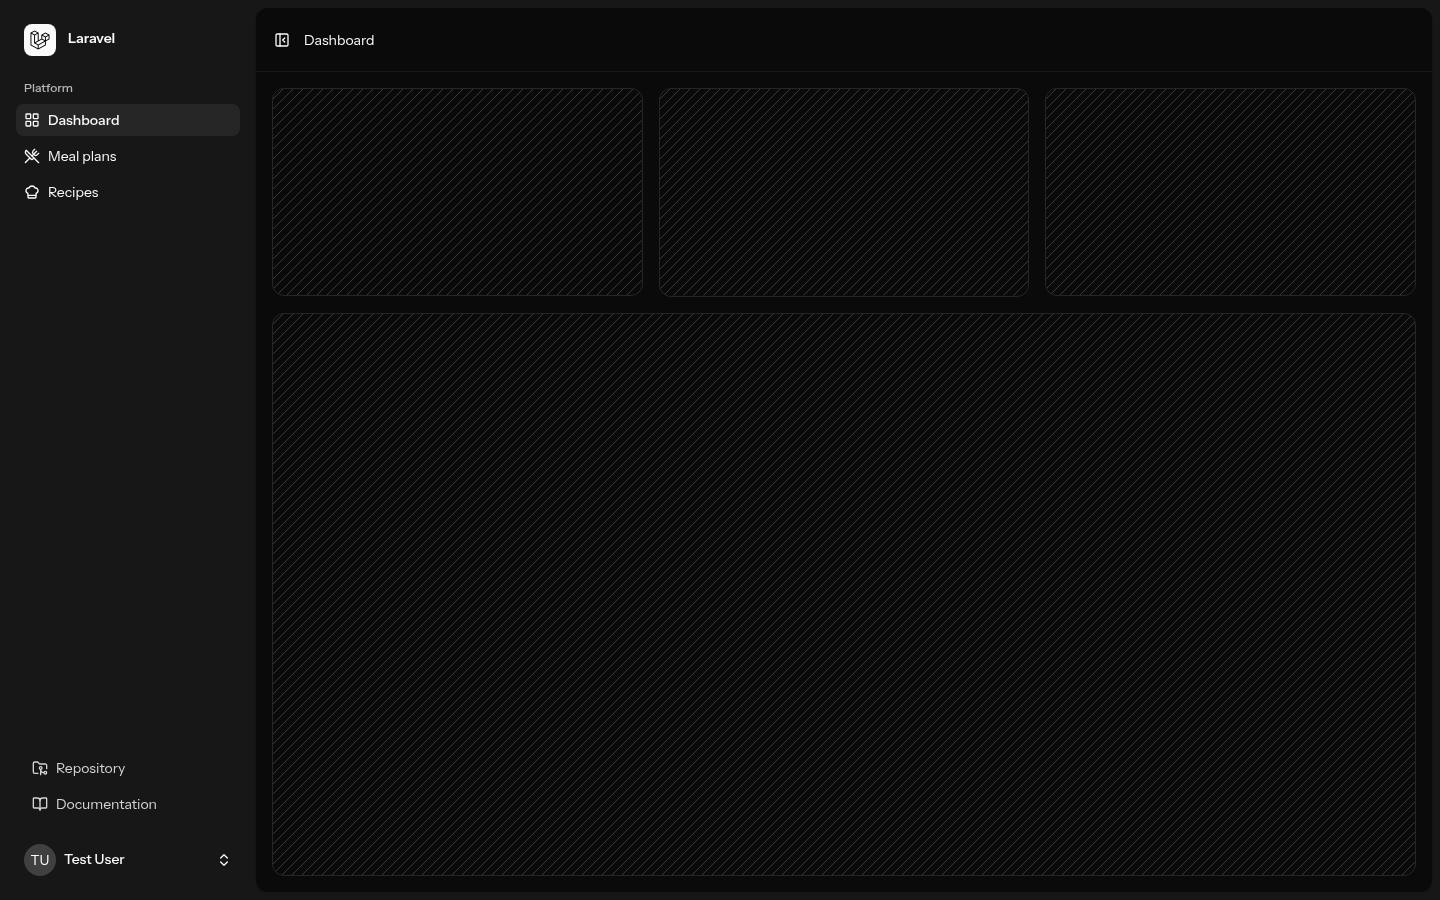 Laravel
Platform
Dashboard
Meal plans
Recipes
Repository
Documentation
TU
Test User
Dashboard